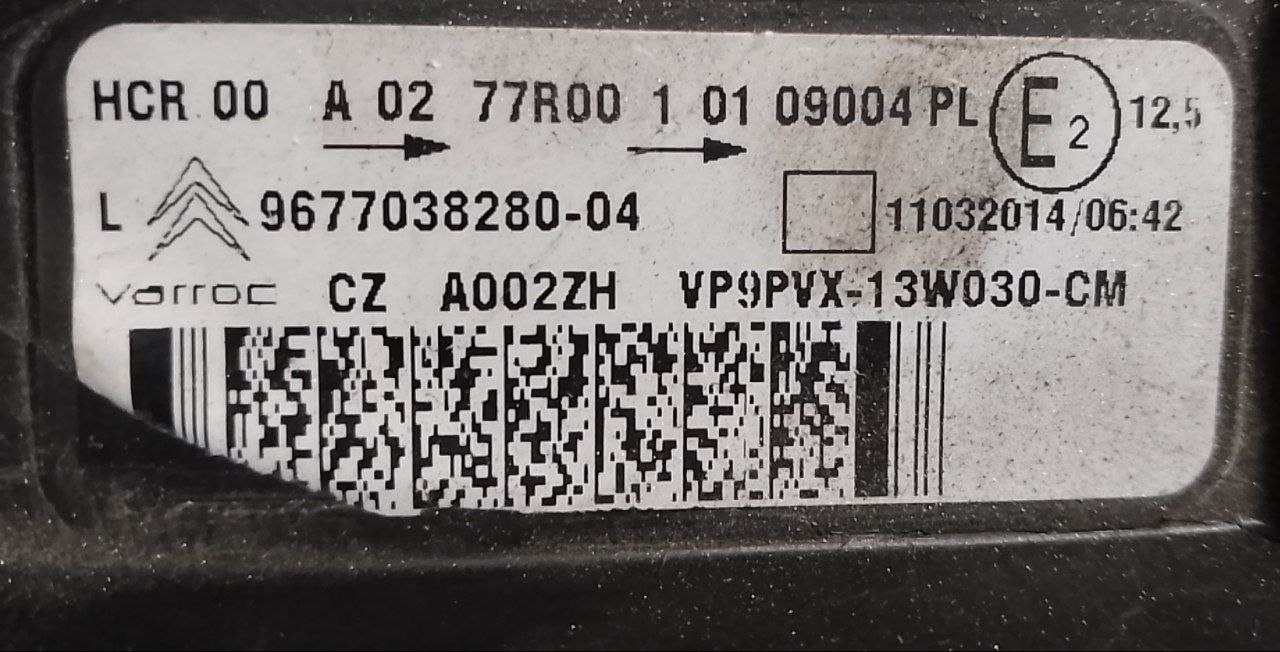 HCR 00 A 02 77R00 1 01 09004 PL E2 12,5
L 9677038280-04 11032014/06:42
varroc CZ A002ZH VP9PVX-13W030-CM